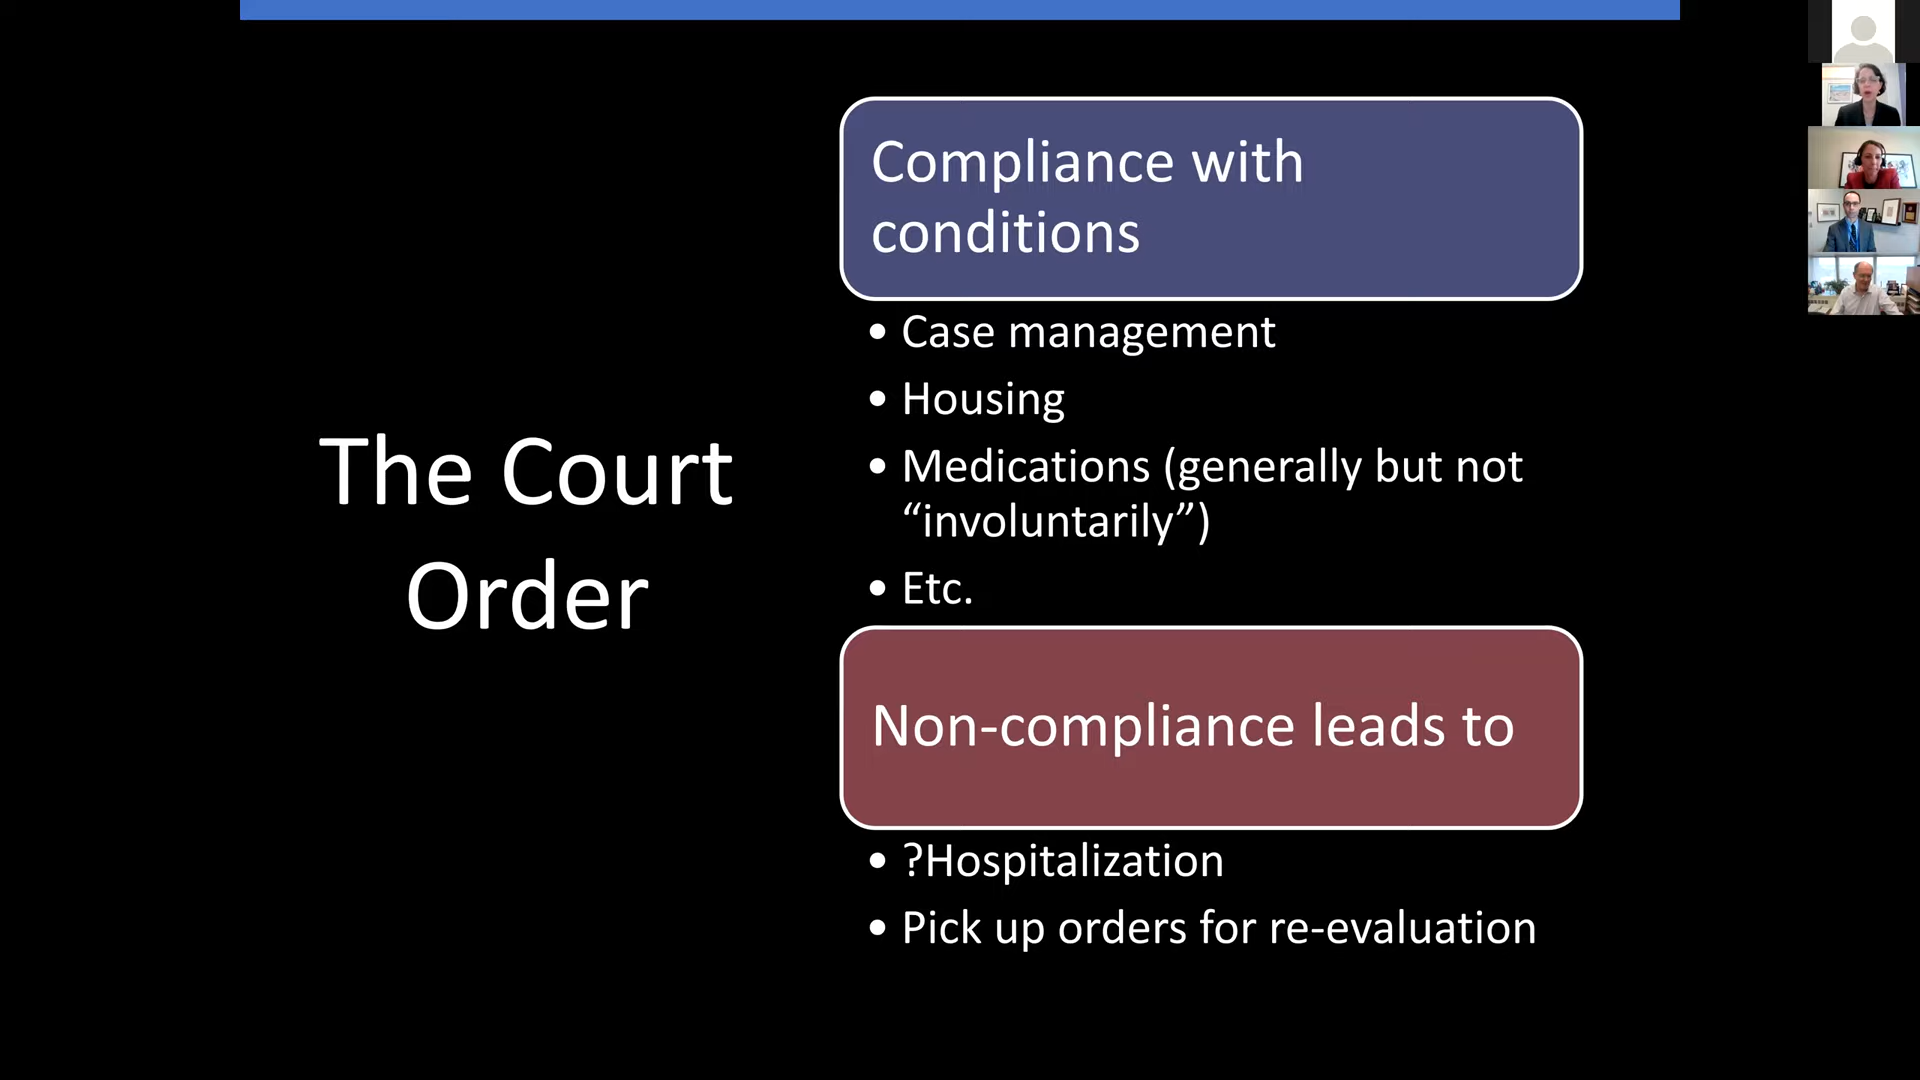 The Court
Order
Compliance with
conditions
• Case management
• Housing
• Medications (generally but not
“involuntarily”)
• Etc.
Non-compliance leads to
• ?Hospitalization
• Pick up orders for re-evaluation